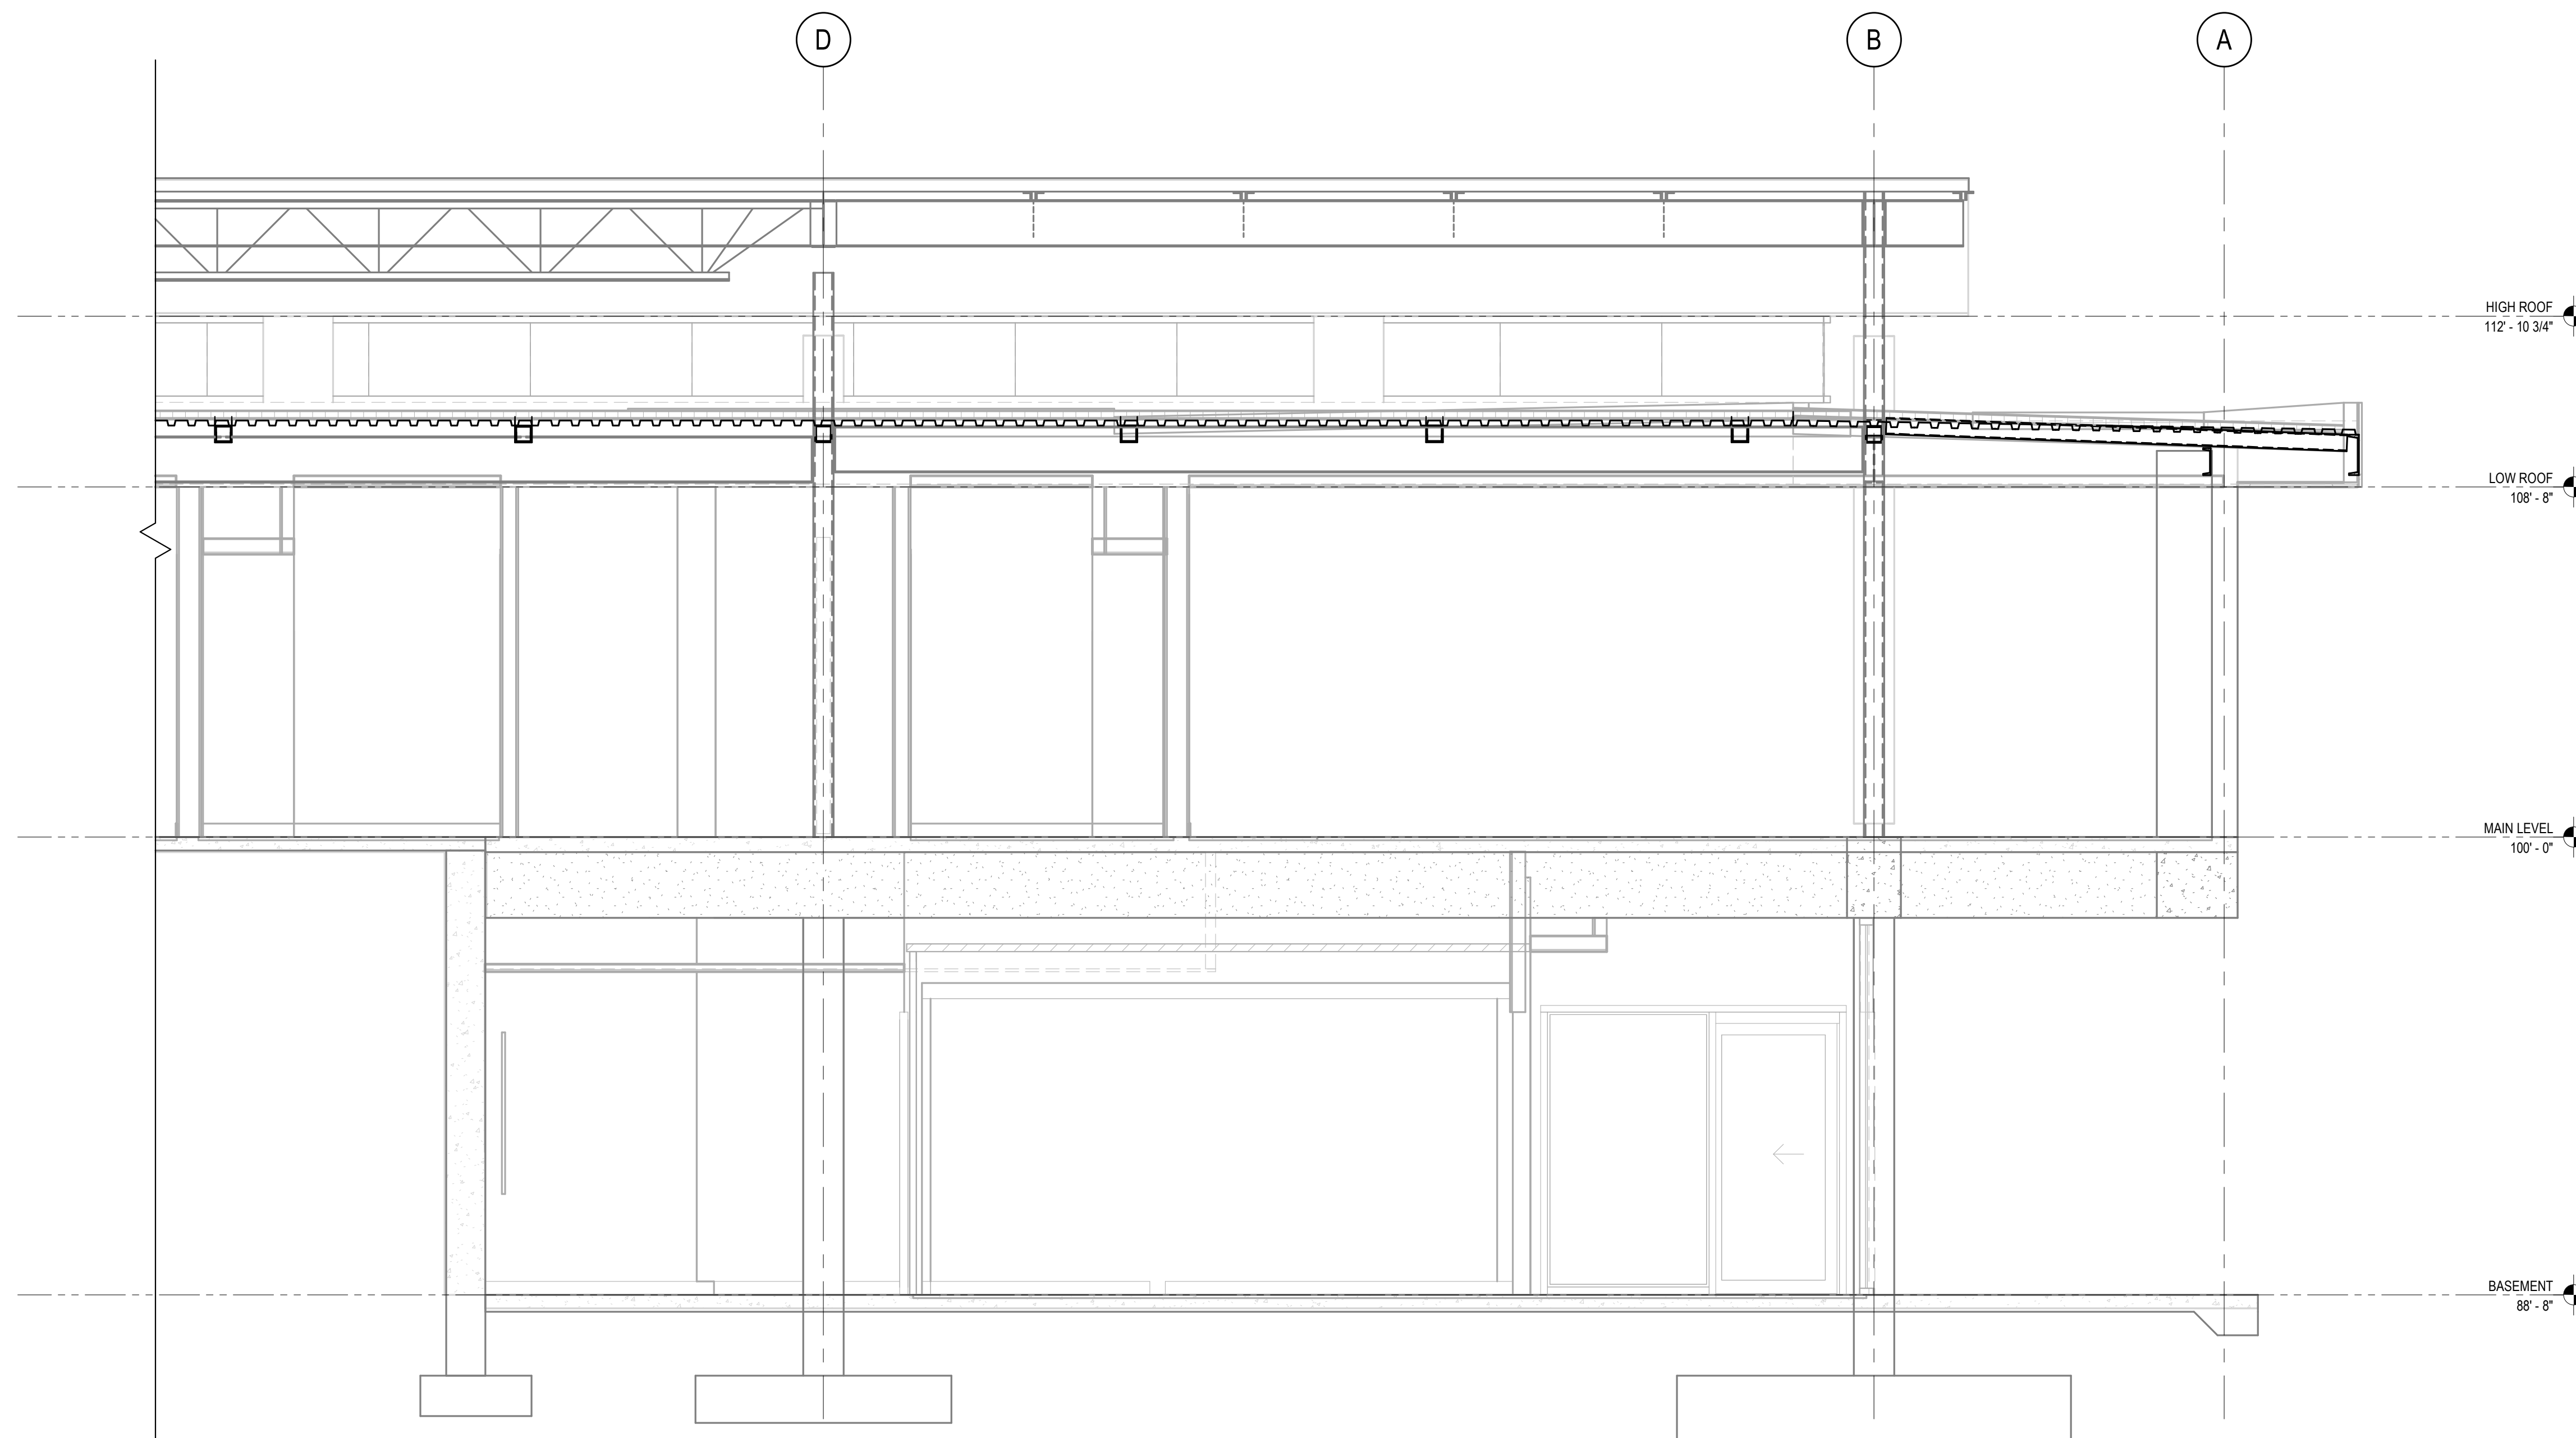 D
B
A
HIGH ROOF
112' - 10 3/4"
LOW ROOF
108' - 8"
MAIN LEVEL
100' - 0"
BASEMENT
88' - 8"